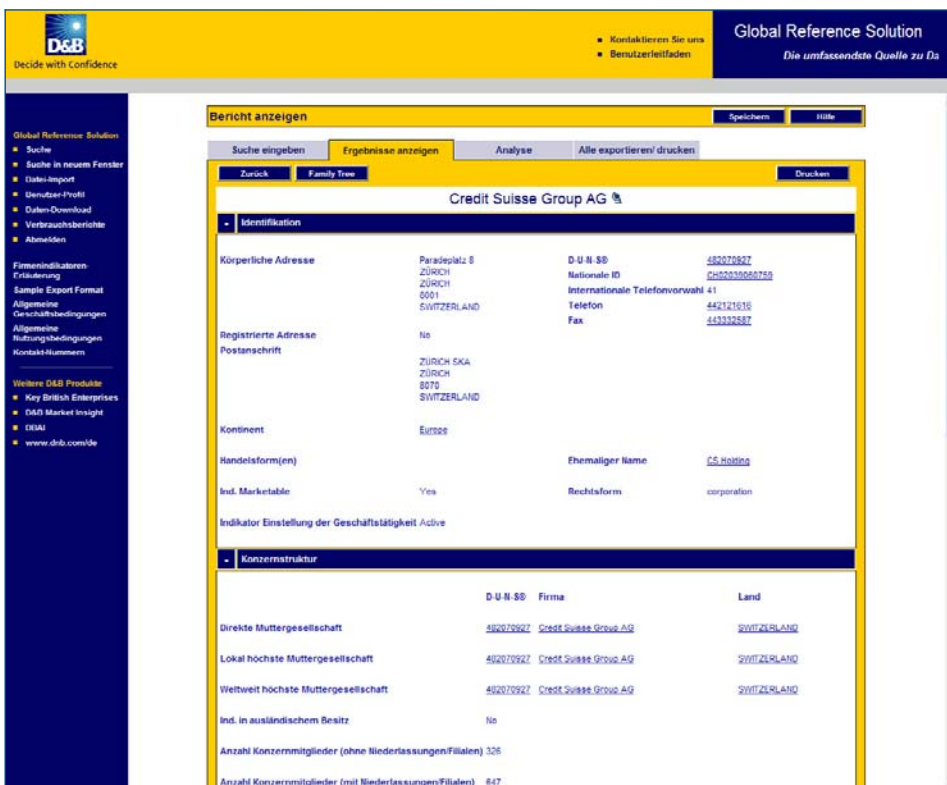 D&B
Decide with Confidence
Kontaktieren Sie uns
Benutzerleitfaden
Global Reference Solution
Die umfassendste Quelle zu Da
Global Reference Solution
Suche
Suche in neuem Fenster
Datei-Import
Benutzer-Profil
Daten-Download
Verbrauchsberichte
Abmelden
Firmenindikatoren-
Erläuterung
Sample Export Format
Allgemeine
Geschäftsbedingungen
Allgemeine
Nutzungsbedingungen
Kontakt-Nummern
Weitere D&B Produkte
Key British Enterprises
D&B Market Insight
DBAI
www.dnb.com/de
Bericht anzeigen
Speichern Hilfe
Suche eingeben Ergebnisse anzeigen Analyse Alle exportieren/ drucken
Zurück Family Tree Drucken
Credit Suisse Group AG
- Identifikation
Körperliche Adresse Paradeplatz 8
ZÜRICH
ZÜRICH
8001
SWITZERLAND
D-U-N-S® 482070927
Nationale ID CH02039060759
Internationale Telefonvorwahl 41
Telefon 442121616
Fax 443332587
Registrierte Adresse No
Postanschrift
ZÜRICH SKA
ZÜRICH
8070
SWITZERLAND
Kontinent Europe
Handelsform(en) Ehemaliger Name CS Holding
Ind. Marketable Yes Rechtsform corporation
Indikator Einstellung der Geschäftstätigkeit Active
- Konzernstruktur
D-U-N-S® Firma Land
Direkte Muttergesellschaft 482070927 Credit Suisse Group AG SWITZERLAND
Lokal höchste Muttergesellschaft 482070927 Credit Suisse Group AG SWITZERLAND
Weltweit höchste Muttergesellschaft 482070927 Credit Suisse Group AG SWITZERLAND
Ind. in ausländischem Besitz No
Anzahl Konzernmitglieder (ohne Niederlassungen/Filialen) 326
Anzahl Konzernmitglieder (mit Niederlassungen/Filialen) 647